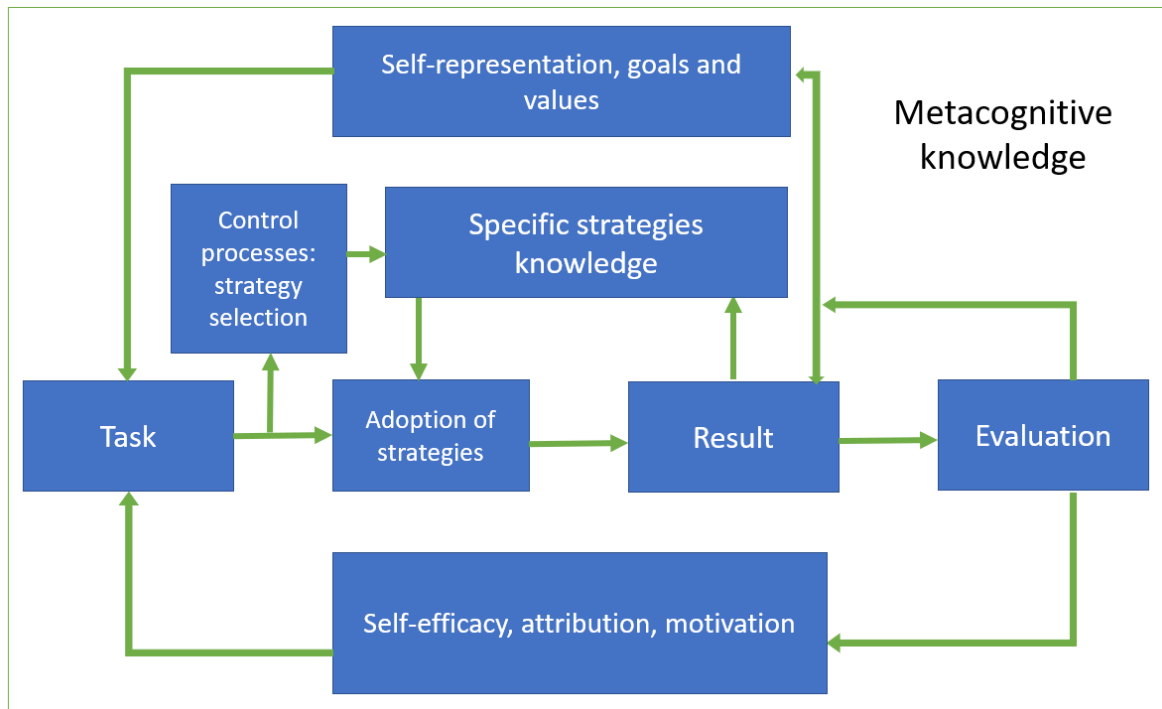 Self-representation, goals and
values
Metacognitive
knowledge
Control
processes:
strategy
selection
Specific strategies
knowledge
Task
Adoption of
strategies
Result
Evaluation
Self-efficacy, attribution, motivation